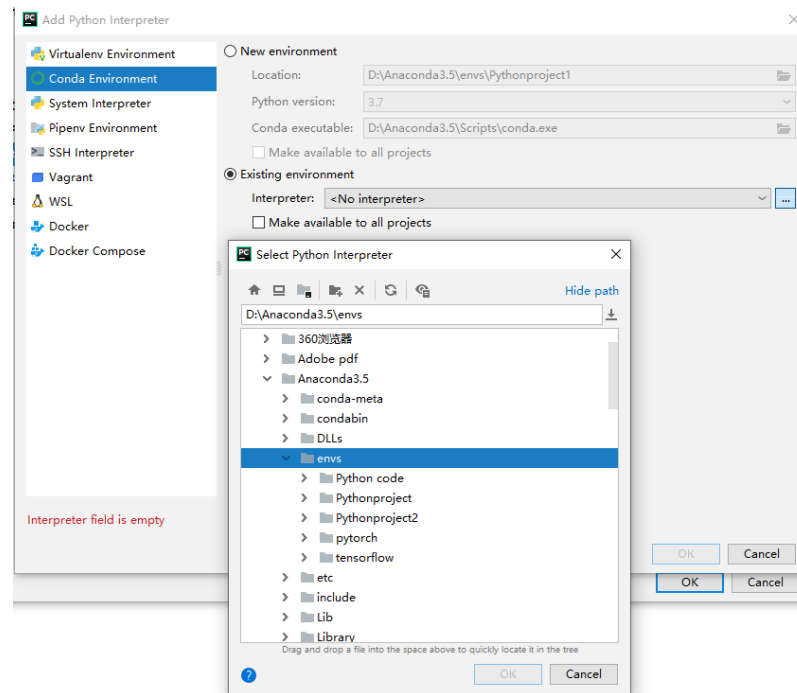 PC Add Python Interpreter
Virtualenv Environment
Conda Environment
System Interpreter
Pipenv Environment
SSH Interpreter
Vagrant
WSL
Docker
Docker Compose
Interpreter field is empty
New environment
Location: D:\Anaconda3.5\envs\Pythonproject1
Python version: 3.7
Conda executable: D:\Anaconda3.5\Scripts\conda.exe
Make available to all projects
Existing environment
Interpreter: <No interpreter> ...
Make available to all projects
OK Cancel
OK Cancel
PC Select Python Interpreter
Hide path
D:\Anaconda3.5\envs
360浏览器
Adobe pdf
Anaconda3.5
conda-meta
condabin
DLLs
envs
Python code
Pythonproject
Pythonproject2
pytorch
tensorflow
etc
include
Lib
Library
Drag and drop a file into the space above to quickly locate it in the tree
? OK Cancel